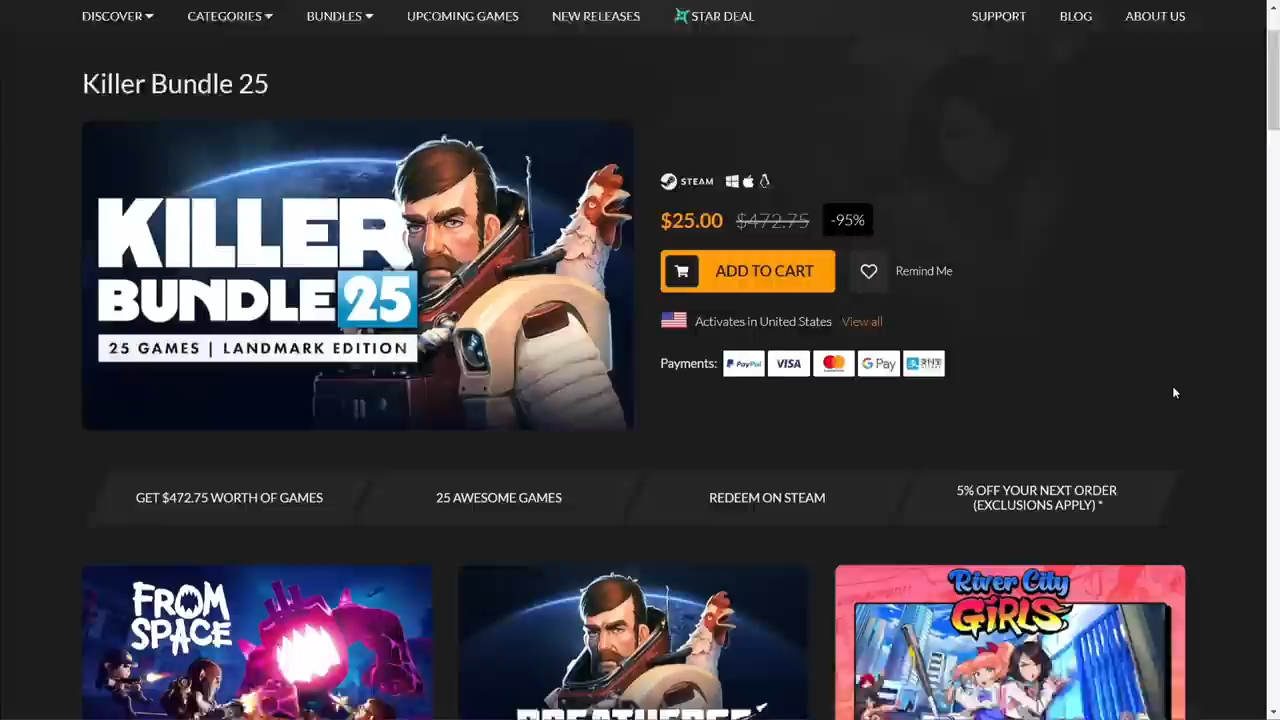 DISCOVER CATEGORIES BUNDLES UPCOMING GAMES NEW RELEASES STAR DEAL SUPPORT BLOG ABOUT US
Killer Bundle 25
KILLER
BUNDLE 25
25 GAMES | LANDMARK EDITION
STEAM
$25.00 $472.75 -95%
ADD TO CART Remind Me
Activates in United States View all
Payments: PayPal VISA mastercard G Pay
GET $472.75 WORTH OF GAMES
25 AWESOME GAMES
REDEEM ON STEAM
5% OFF YOUR NEXT ORDER
(EXCLUSIONS APPLY) *
FROM
SPACE
BREATHEDGE
River City
GiRLS